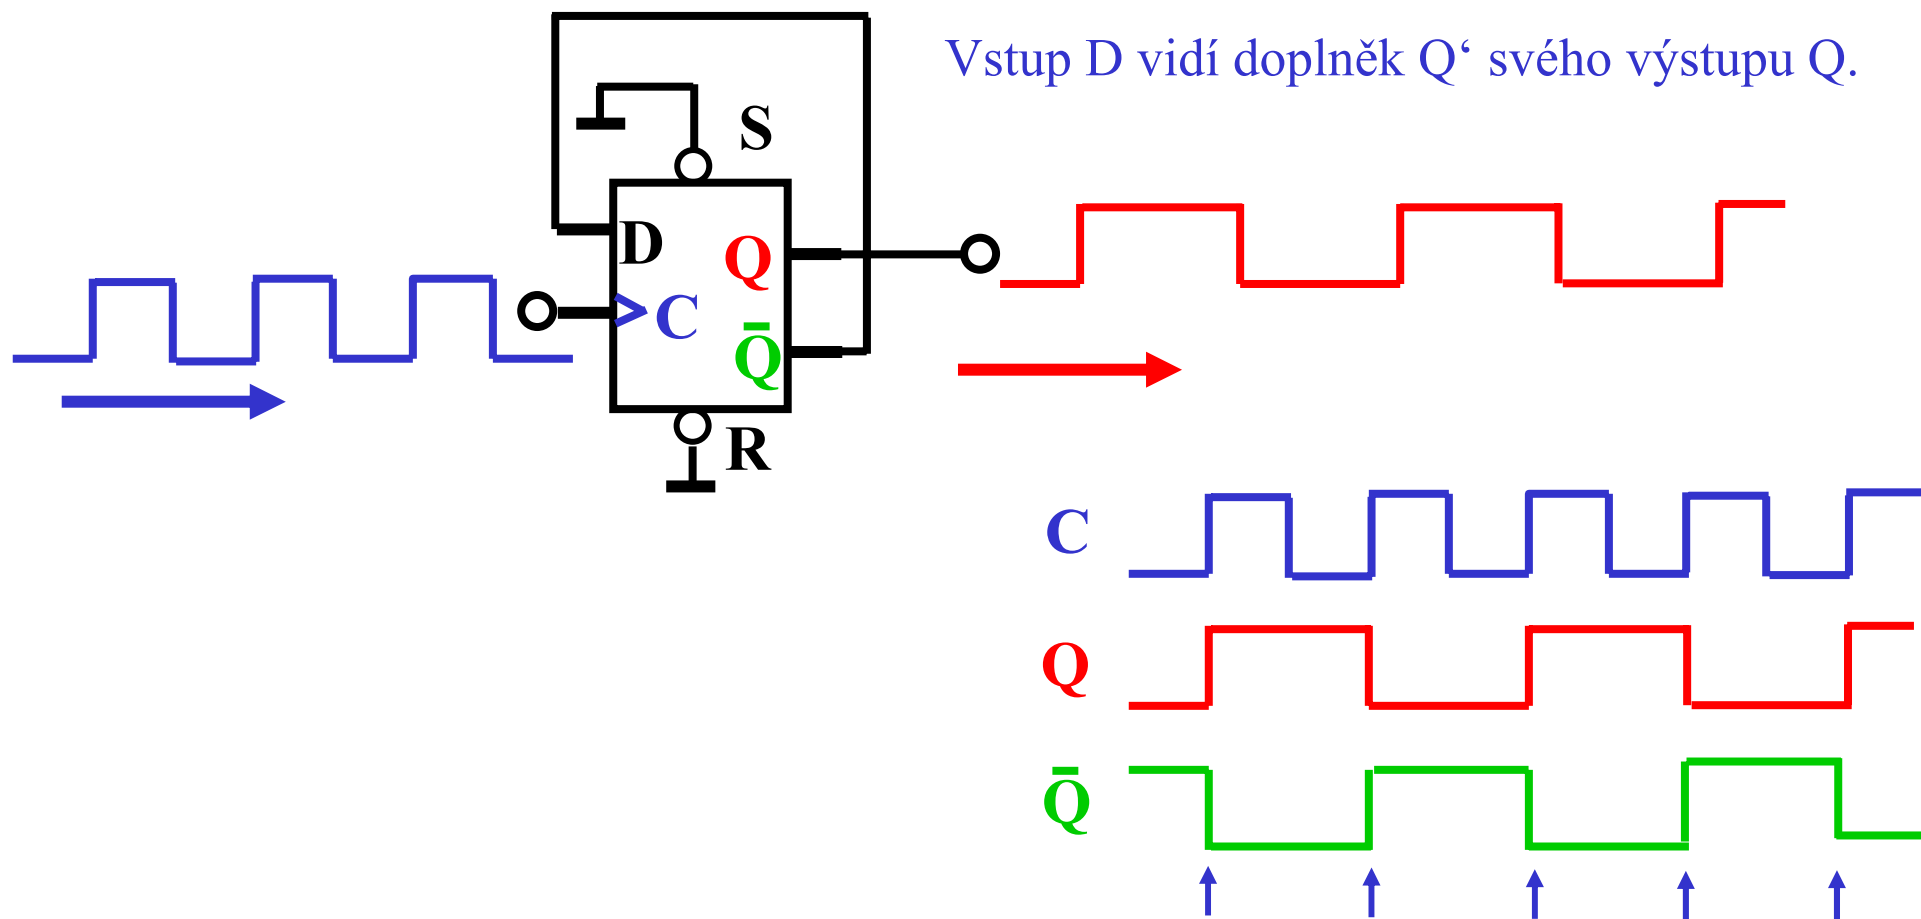 Vstup D vidí doplněk Q‘ svého výstupu Q.
S
D
Q
C
Q̅
R
C
Q
Q̅